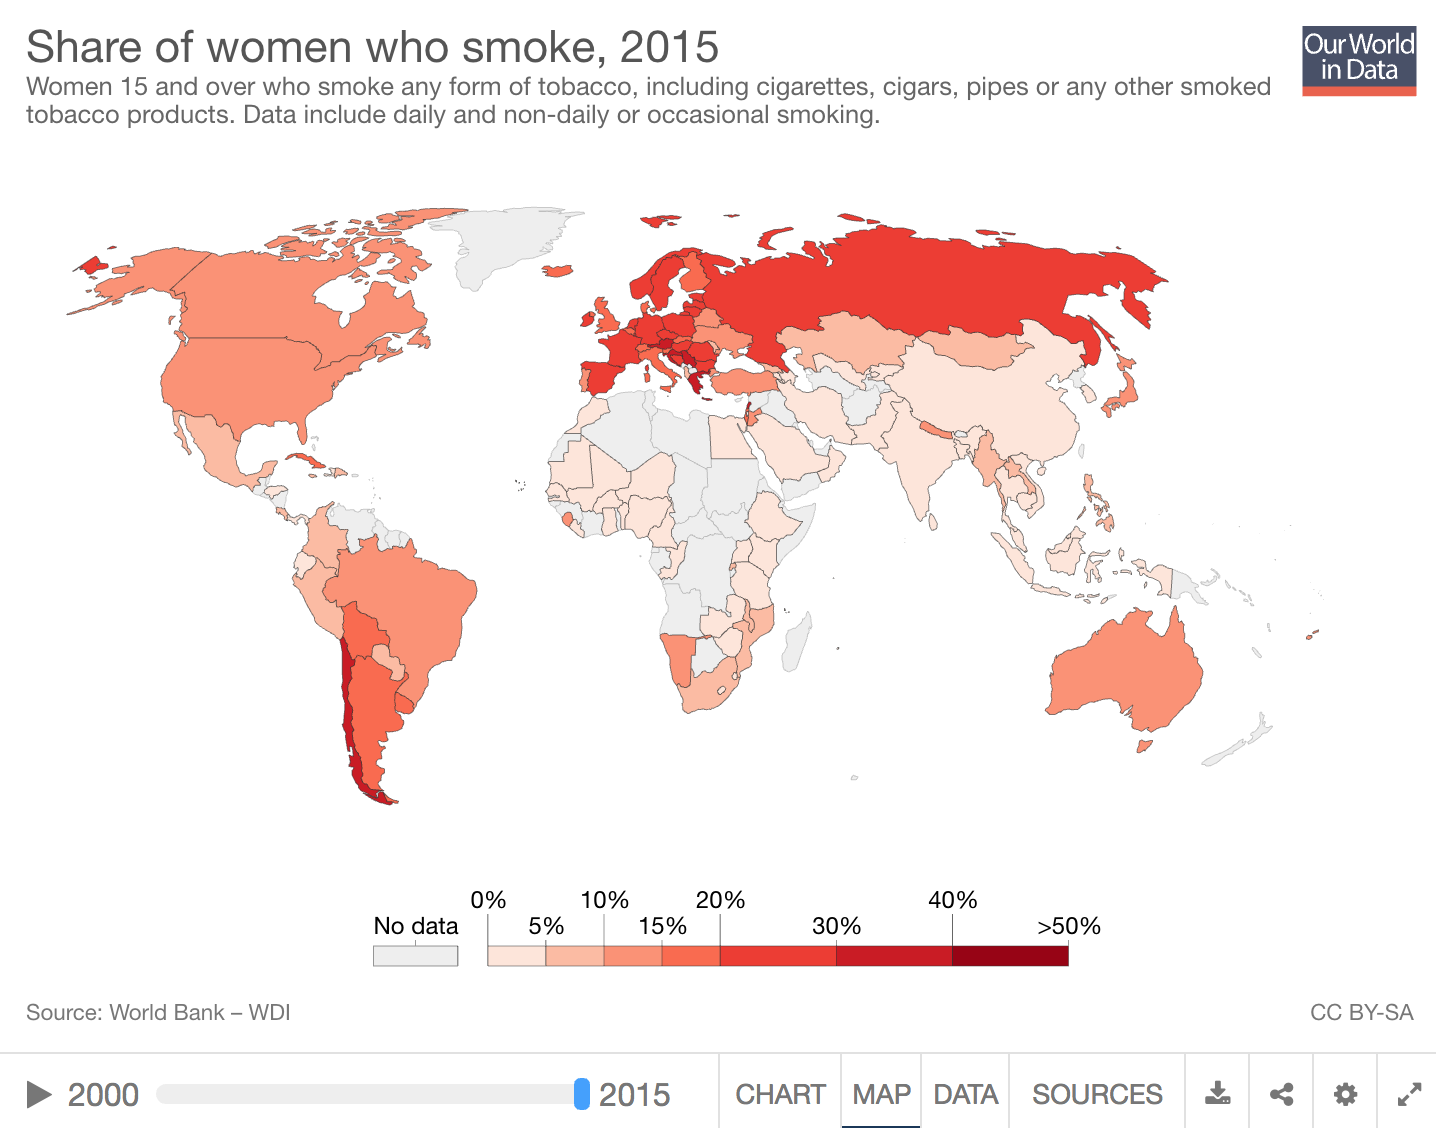 Share of women who smoke, 2015
Our World
in Data
Women 15 and over who smoke any form of tobacco, including cigarettes, cigars, pipes or any other smoked
tobacco products. Data include daily and non-daily or occasional smoking.
0% 10% 20% 40%
No data 5% 15% 30% >50%
Source: World Bank – WDI
CC BY-SA
2000 2015 CHART MAP DATA SOURCES